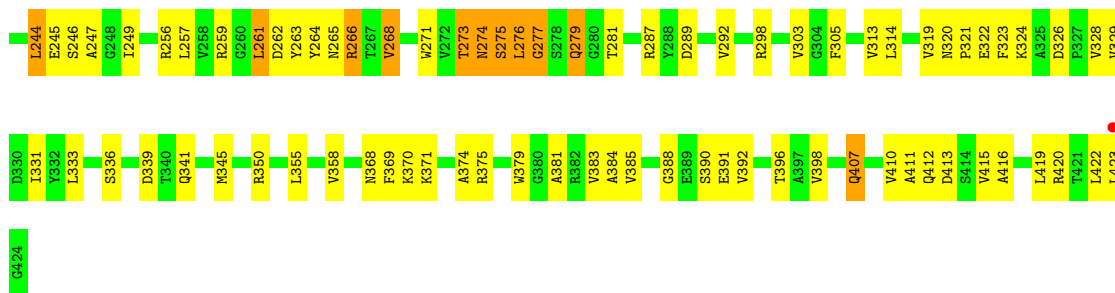 L244 E245 S246 A247 G248 I249 R256 L257 V258 R259 G260 L261 D262 Y263 Y264 N265 R266 T267 V268 W271 V272 T273 N274 S275 L276 G277 S278 Q279 G280 T281 R287 Y288 D289 V292 R298 V303 G304 F305 V313 L314 V319 N320 P321 E322 F323 K324 A325 D326 P327 V328
D330 I331 Y332 L333 S336 D339 T340 Q341 M345 R350 L355 V358 N368 F369 K370 K371 A374 R375 W379 G380 A381 R382 V383 A384 V385 G388 E389 S390 E391 V392 T396 A397 V398 Q407 V410 A411 Q412 D413 S414 V415 A416 L419 R420 T421 L422 L423
G424